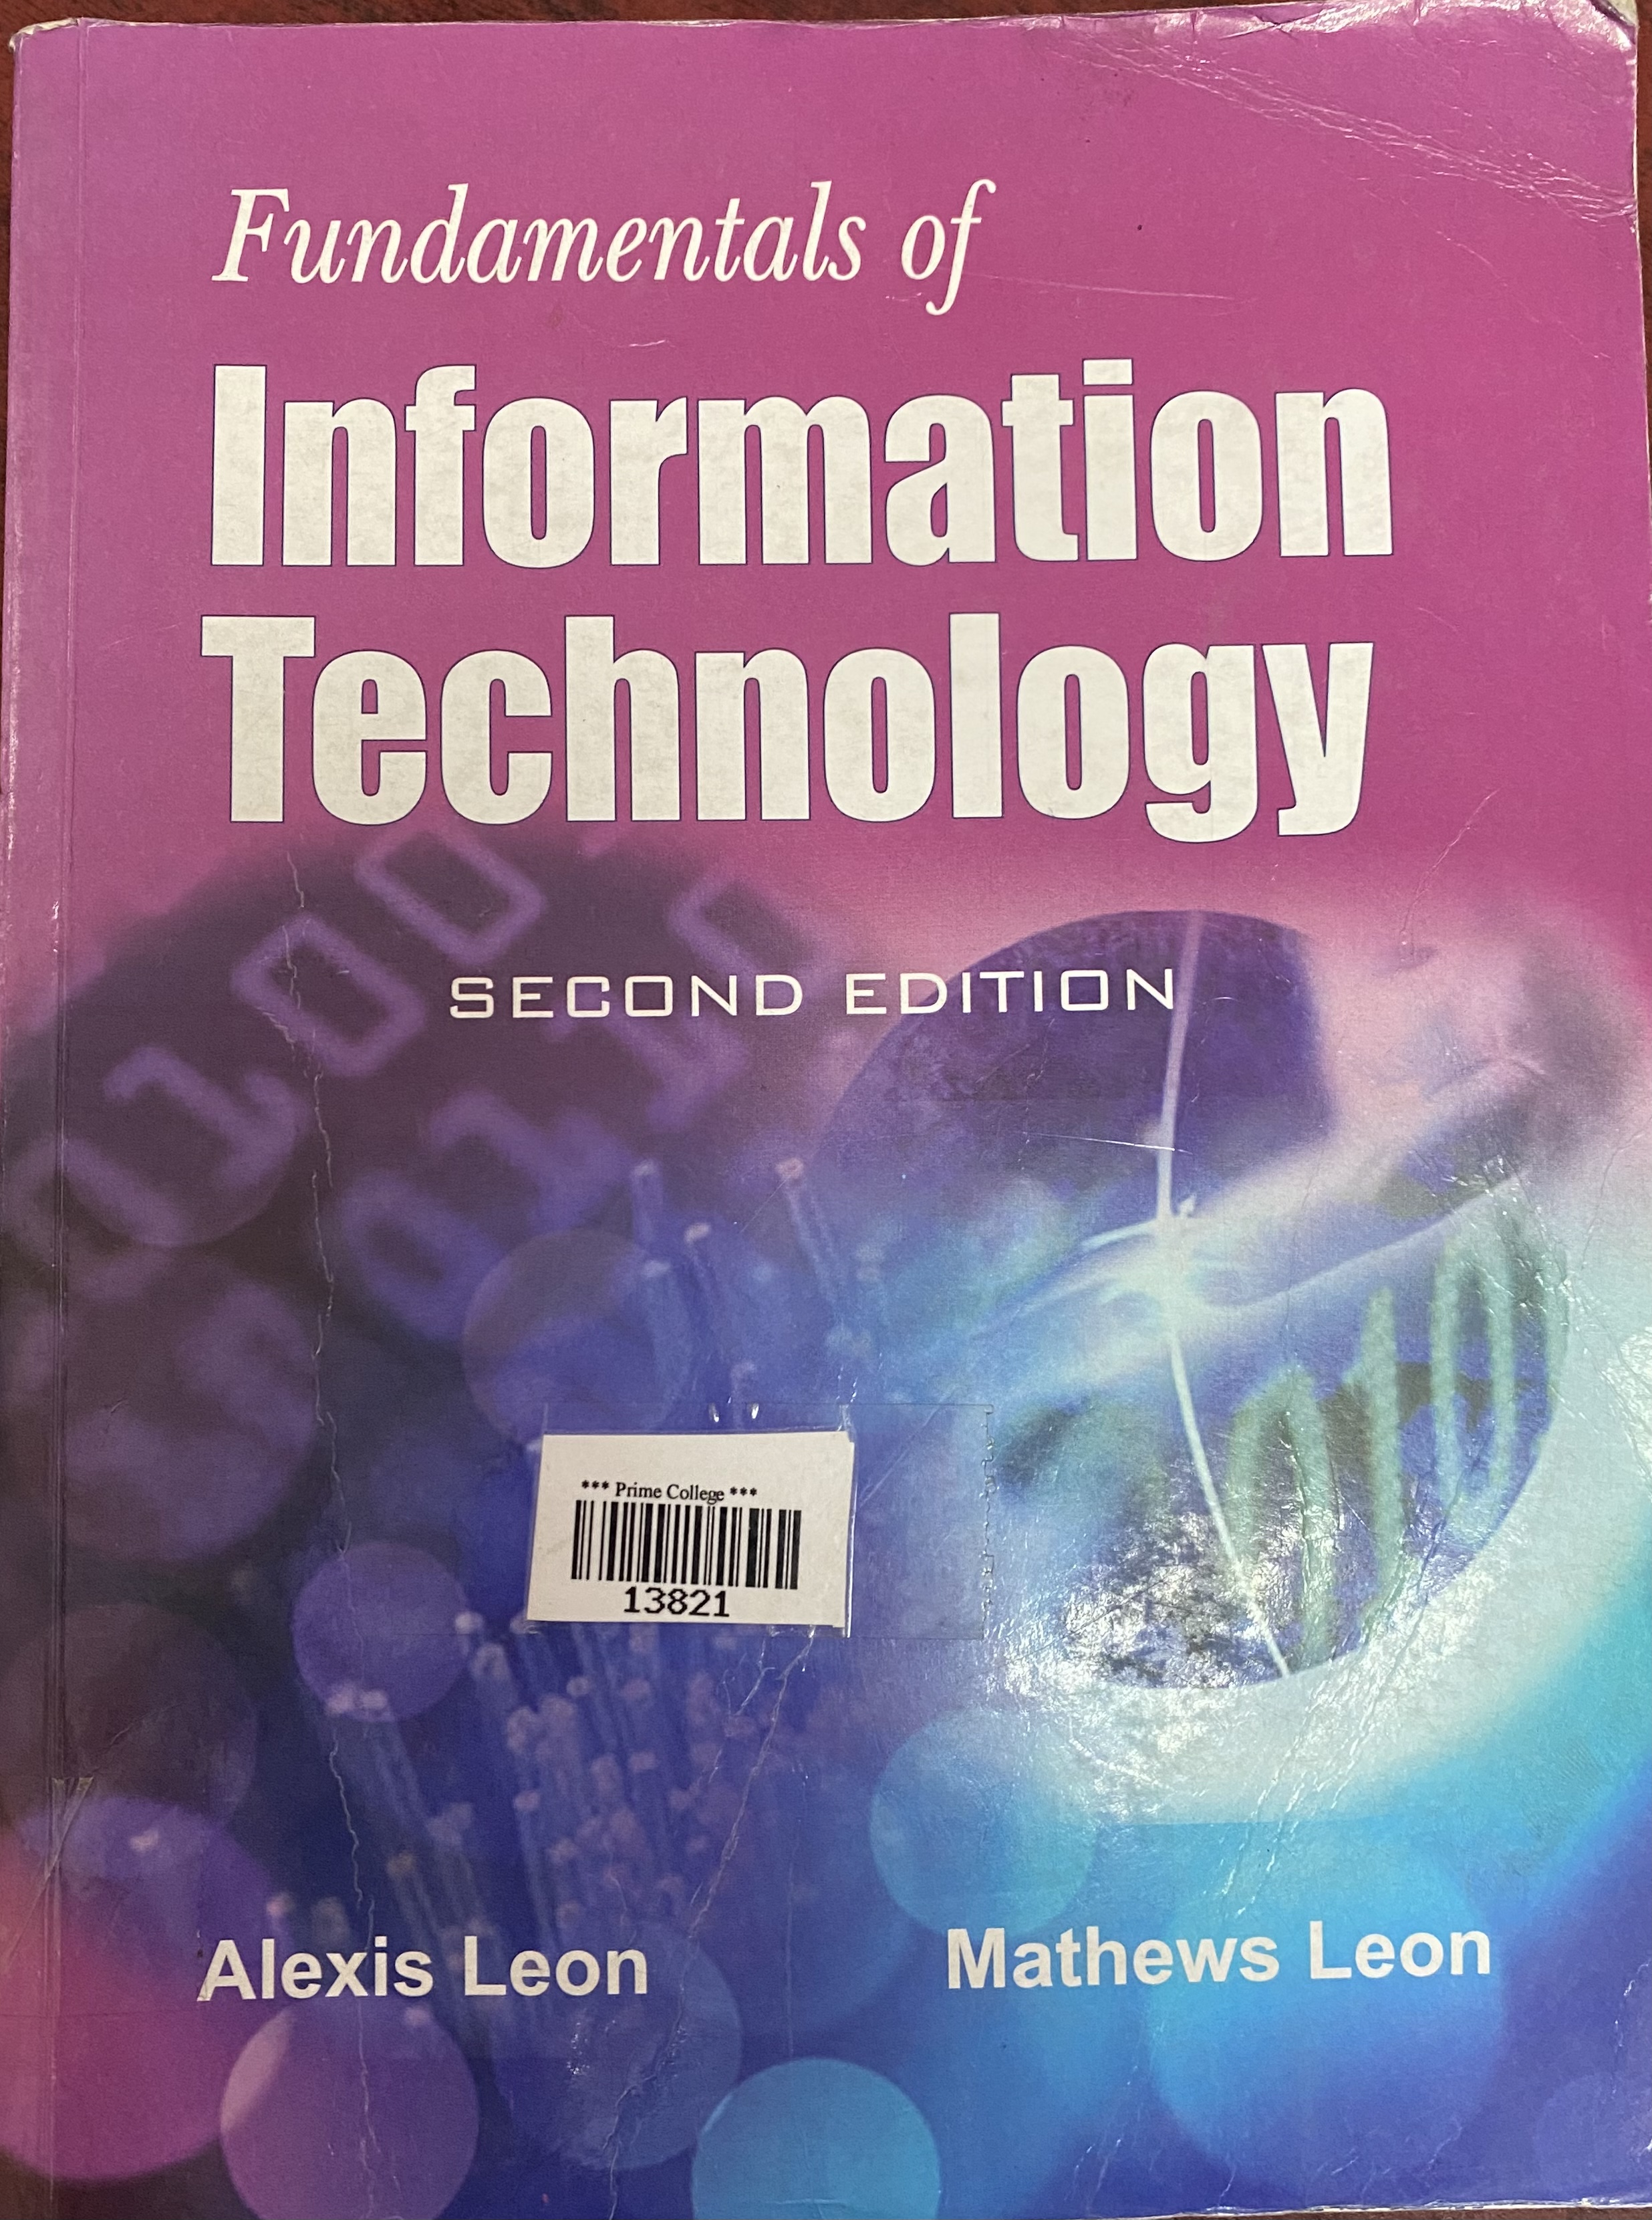 Fundamentals of
Information
Technology
SECOND EDITION
*** Prime College ***
13821
Alexis Leon
Mathews Leon